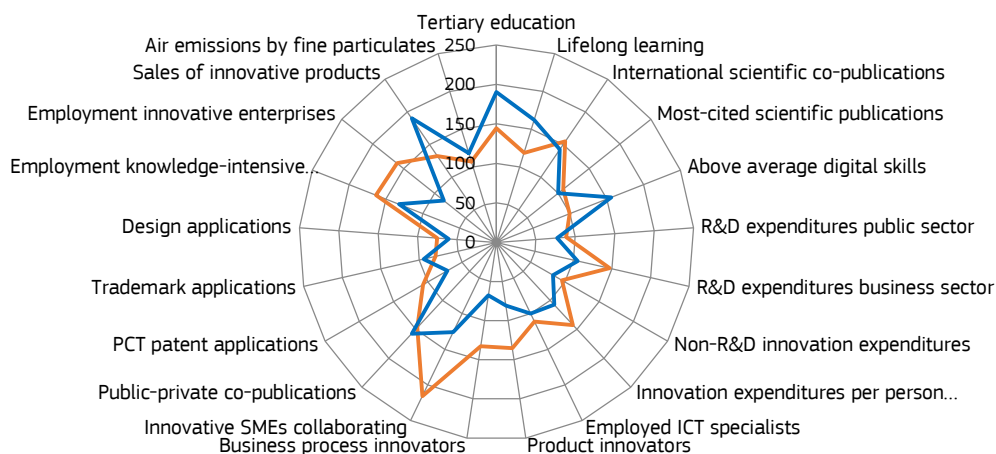 Tertiary education
Air emissions by fine particulates
250
Lifelong learning
Sales of innovative products
200
International scientific co-publications
Employment innovative enterprises
150
Most-cited scientific publications
Employment knowledge-intensive...
100
Above average digital skills
50
Design applications
0
R&D expenditures public sector
Trademark applications
R&D expenditures business sector
PCT patent applications
Non-R&D innovation expenditures
Public-private co-publications
Innovation expenditures per person...
Innovative SMEs collaborating
Employed ICT specialists
Business process innovators
Product innovators